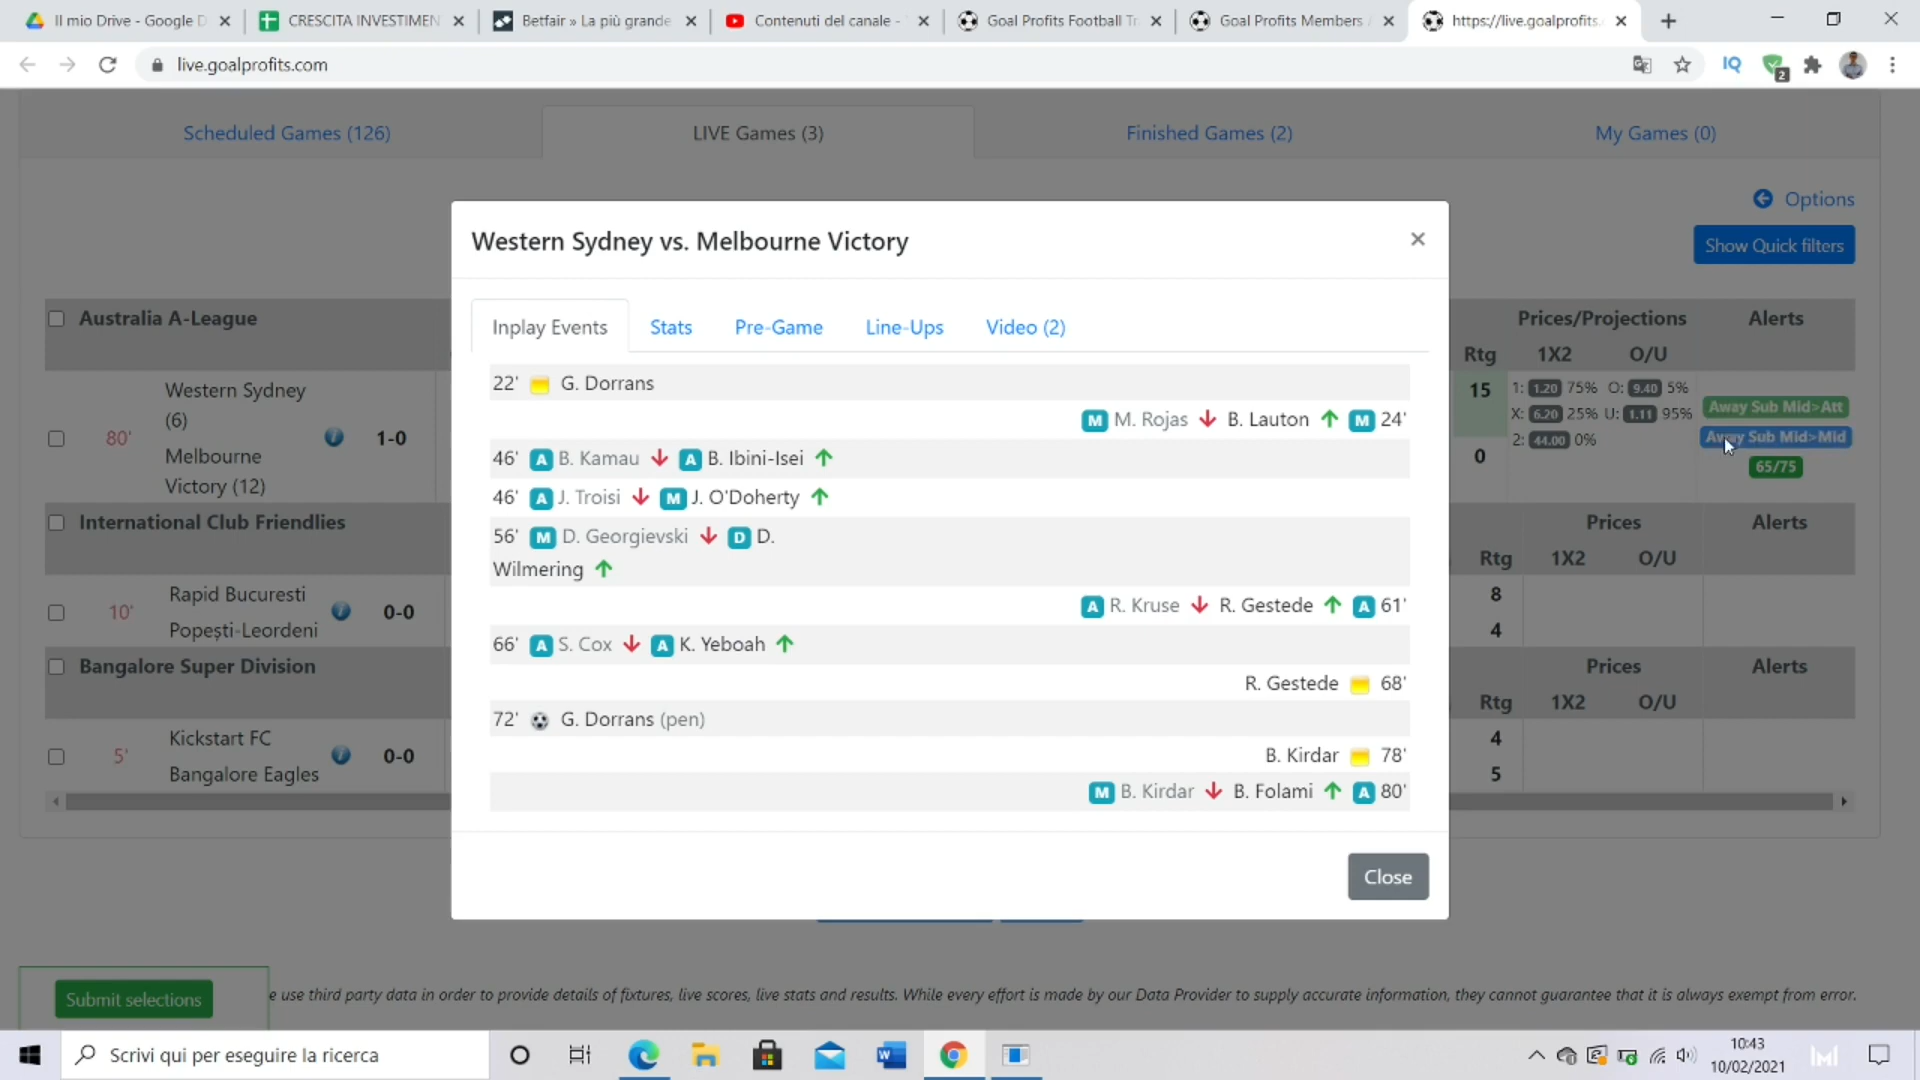 Il mio Drive - Google D
CRESCITA INVESTIMEN
Betfair » La più grande
Contenuti del canale -
Goal Profits Football Tr
Goal Profits Members A
https://live.goalprofits.
live.goalprofits.com
IQ
2
Scheduled Games (126)
LIVE Games (3)
Finished Games (2)
My Games (0)
Options
Show Quick filters
Western Sydney vs. Melbourne Victory
×
Inplay Events
Stats
Pre-Game
Line-Ups
Video (2)
22' G. Dorrans
M M. Rojas B. Lauton M 24'
46' A B. Kamau A B. Ibini-Isei
46' A J. Troisi M J. O'Doherty
56' M D. Georgievski D D.
Wilmering
A R. Kruse R. Gestede A 61'
66' A S. Cox A K. Yeboah
R. Gestede 68'
72' G. Dorrans (pen)
B. Kirdar 78'
M B. Kirdar B. Folami A 80'
Close
Australia A-League
Prices/Projections
Alerts
Rtg
1X2
O/U
80'
Western Sydney
(6)
Melbourne
Victory (12)
1-0
15
0
1: 1.20 75% O: 9.40 5%
X: 6.20 25% U: 1.11 95%
2: 44.00 0%
Away Sub Mid>Att
Away Sub Mid>Mid
65/75
International Club Friendlies
Prices
Alerts
Rtg
1X2
O/U
10'
Rapid Bucuresti
Popești-Leordeni
0-0
8
4
Bangalore Super Division
Prices
Alerts
Rtg
1X2
O/U
5'
Kickstart FC
Bangalore Eagles
0-0
4
5
Submit selections
e use third party data in order to provide details of fixtures, live scores, live stats and results. While every effort is made by our Data Provider to supply accurate information, they cannot guarantee that it is always exempt from error.
Scrivi qui per eseguire la ricerca
10:43
10/02/2021